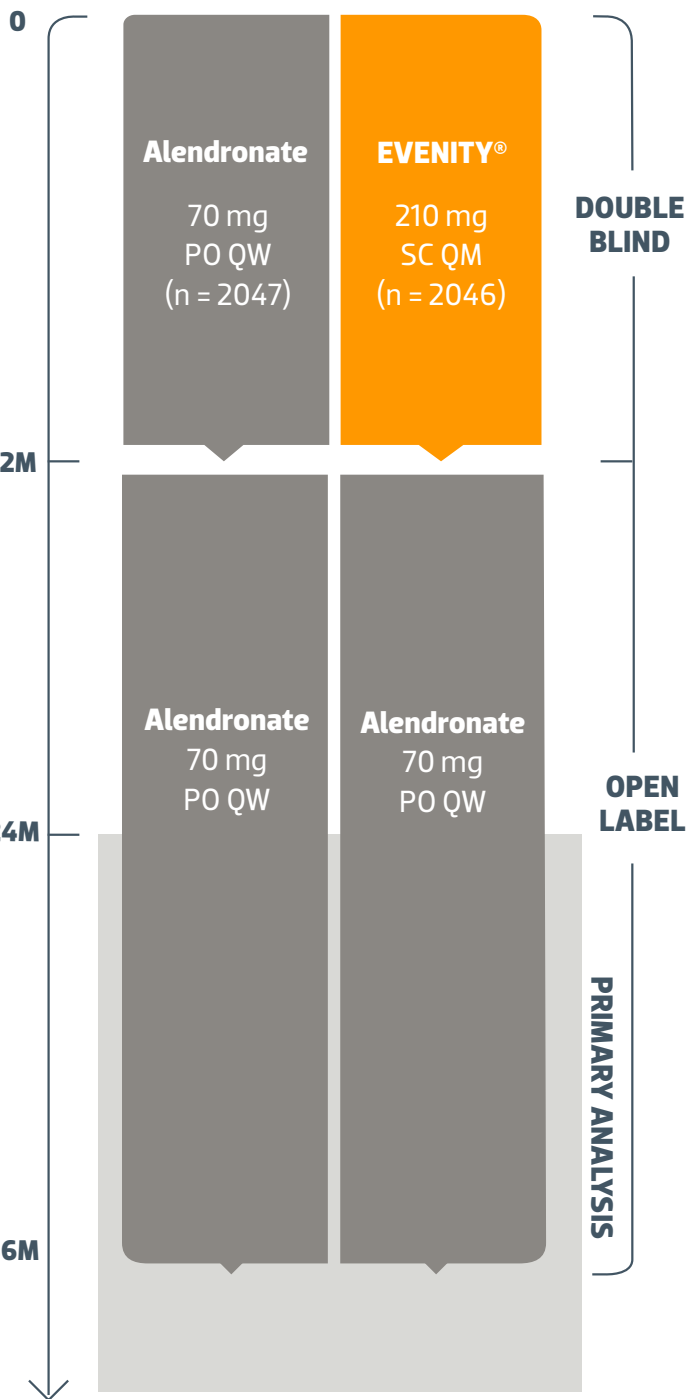 0
Alendronate
70 mg
PO QW
(n = 2047)
EVENITY®
210 mg
SC QM
(n = 2046)
DOUBLE
BLIND
2M
Alendronate
70 mg
PO QW
Alendronate
70 mg
PO QW
OPEN
LABEL
24M
PRIMARY ANALYSIS
6M